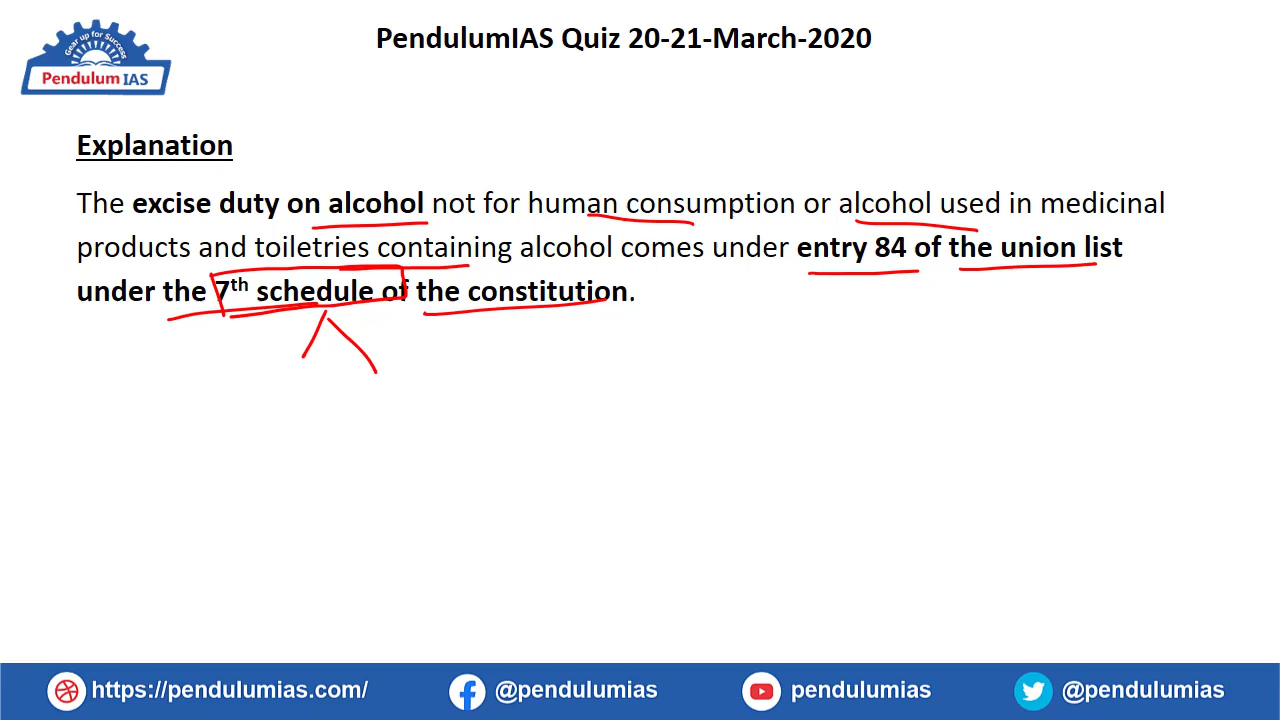 PendulumIAS Quiz 20-21-March-2020
Gear up for Success
Pendulum IAS
Explanation
The excise duty on alcohol not for human consumption or alcohol used in medicinal
products and toiletries containing alcohol comes under entry 84 of the union list
under the 7th schedule of the constitution.
https://pendulumias.com/
@pendulumias
pendulumias
@pendulumias